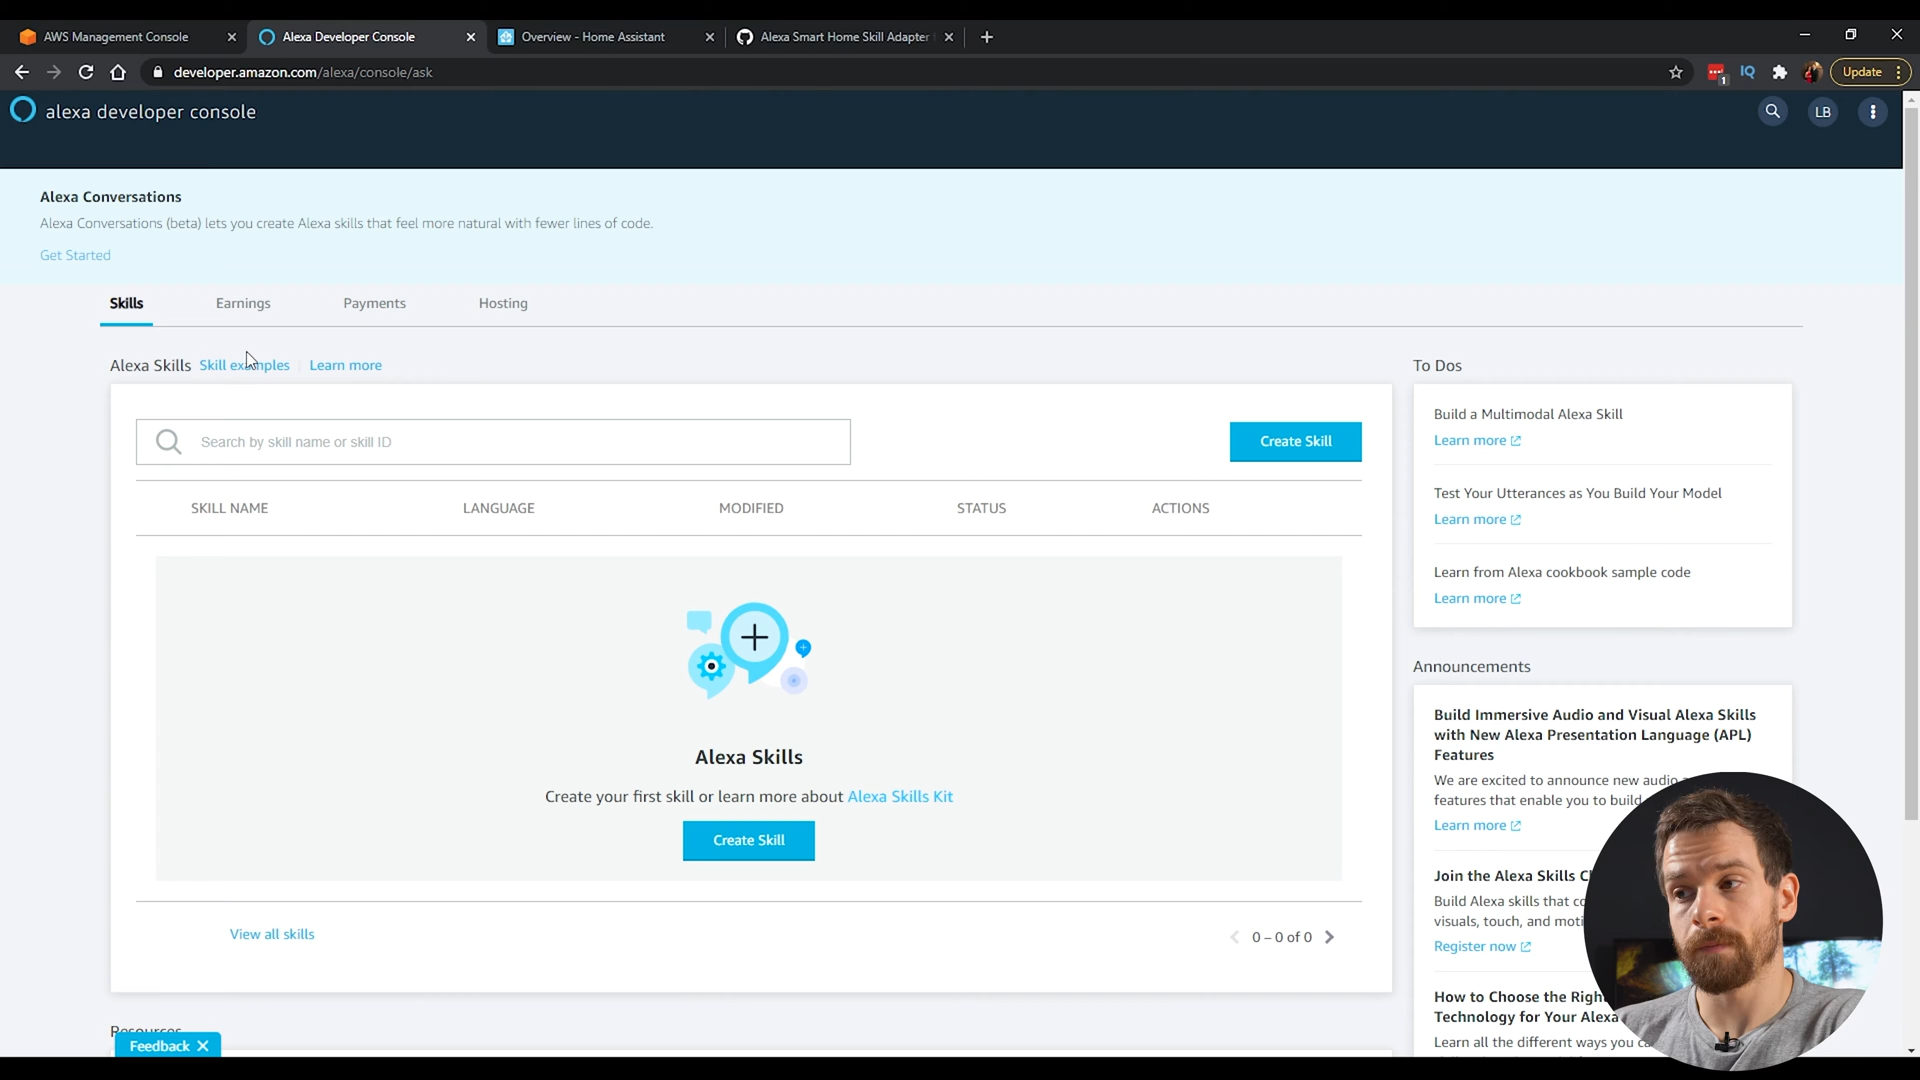 AWS Management Console
Alexa Developer Console
Overview - Home Assistant
Alexa Smart Home Skill Adapter
developer.amazon.com/alexa/console/ask
1
IQ
Update
alexa developer console
LB
Alexa Conversations
Alexa Conversations (beta) lets you create Alexa skills that feel more natural with fewer lines of code.
Get Started
Skills
Earnings
Payments
Hosting
Alexa Skills
Skill examples
Learn more
Search by skill name or skill ID
Create Skill
SKILL NAME
LANGUAGE
MODIFIED
STATUS
ACTIONS
Alexa Skills
Create your first skill or learn more about Alexa Skills Kit
Create Skill
View all skills
0 – 0 of 0
Resources
Feedback
To Dos
Build a Multimodal Alexa Skill
Learn more
Test Your Utterances as You Build Your Model
Learn more
Learn from Alexa cookbook sample code
Learn more
Announcements
Build Immersive Audio and Visual Alexa Skills
with New Alexa Presentation Language (APL)
Features
We are excited to announce new audio
features that enable you to build
Learn more
Join the Alexa Skills
Build Alexa skills that
visuals, touch, and
Register now
How to Choose the Right
Technology for Your Alexa
Learn all the different ways you